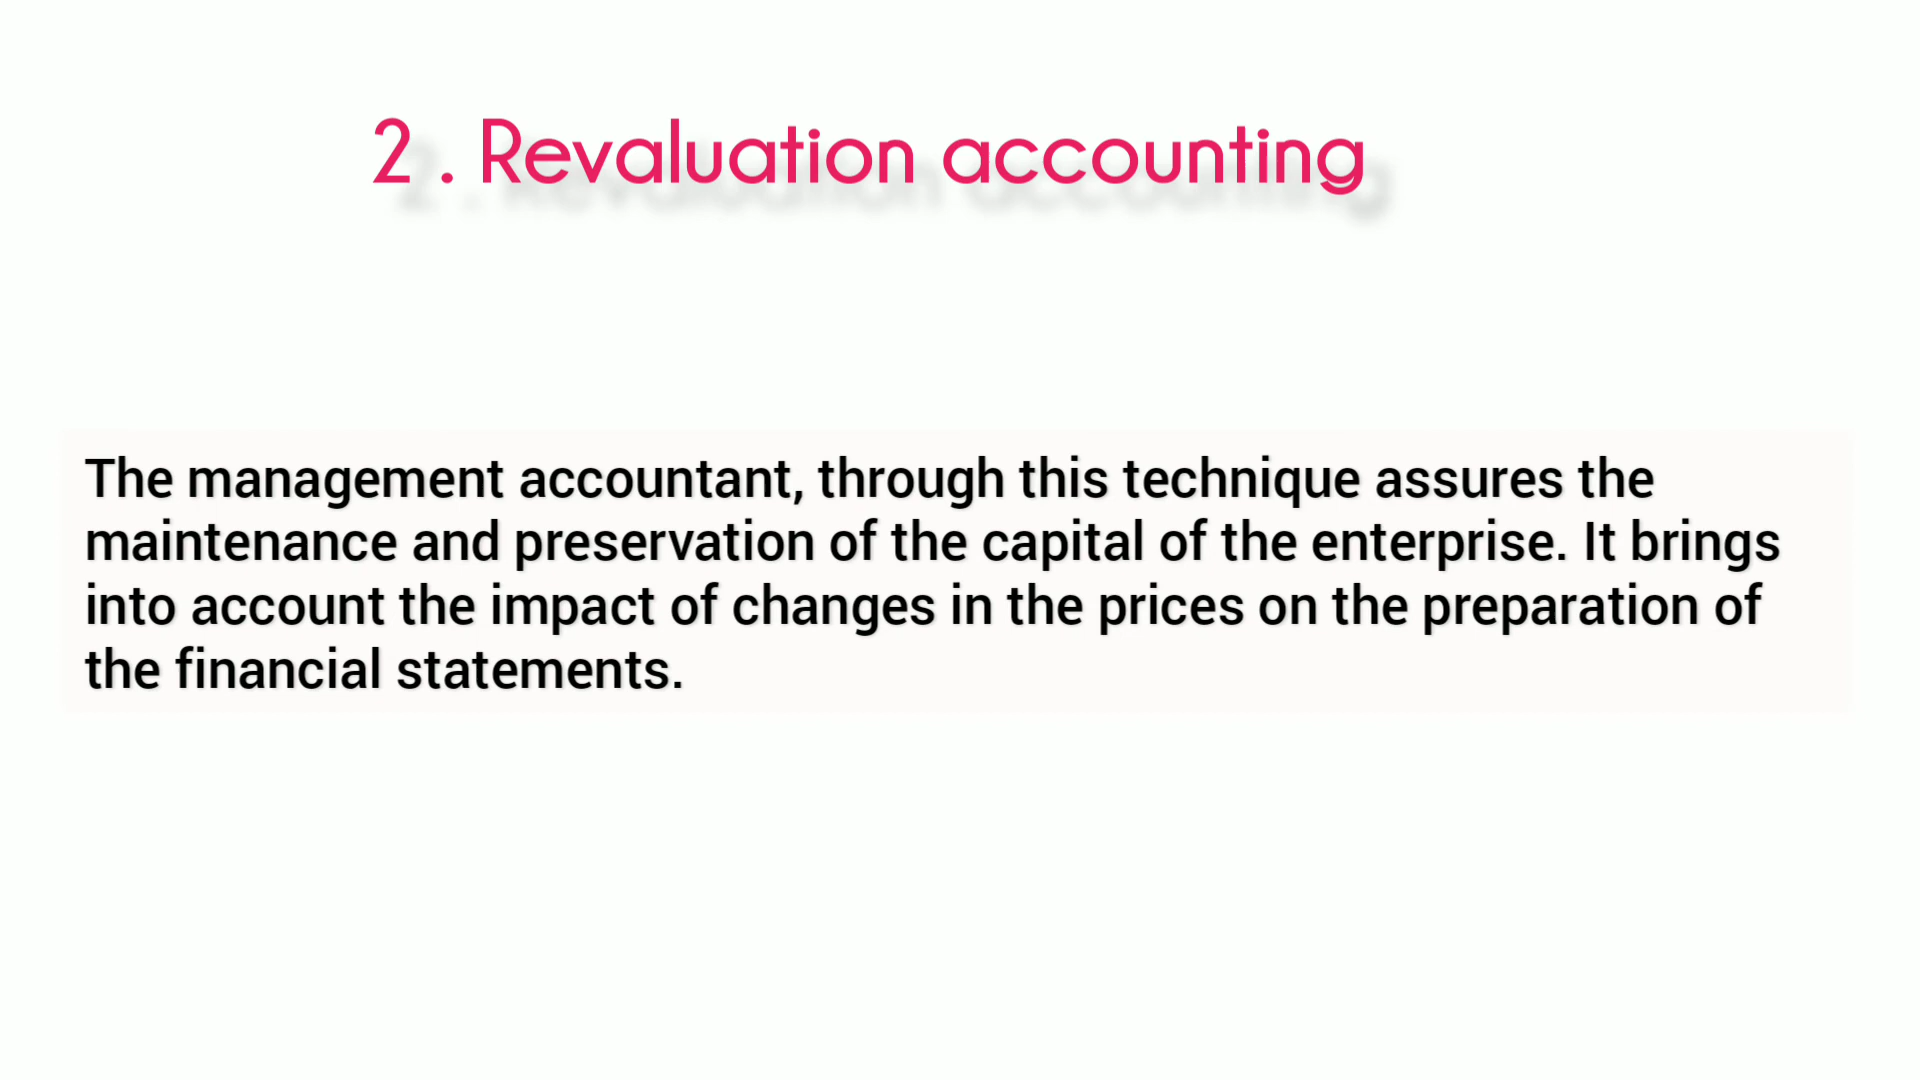 2 . Revaluation accounting
The management accountant, through this technique assures the
maintenance and preservation of the capital of the enterprise. It brings
into account the impact of changes in the prices on the preparation of
the financial statements.